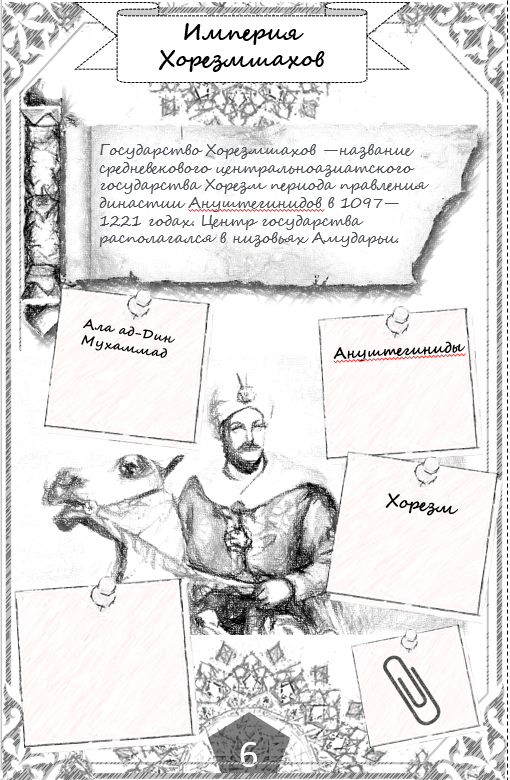 Империя
Хорезмшахов
Государство Хорезмшахов —название
средневекового центральноазиатского
государства Хорезм периода правления
династии Ануштегинидов в 1097—
1221 годах. Центр государства
располагался в низовьях Амударьи.
Ала ад-Дин
Мухаммад
Ануштегиниды
Хорезм
6